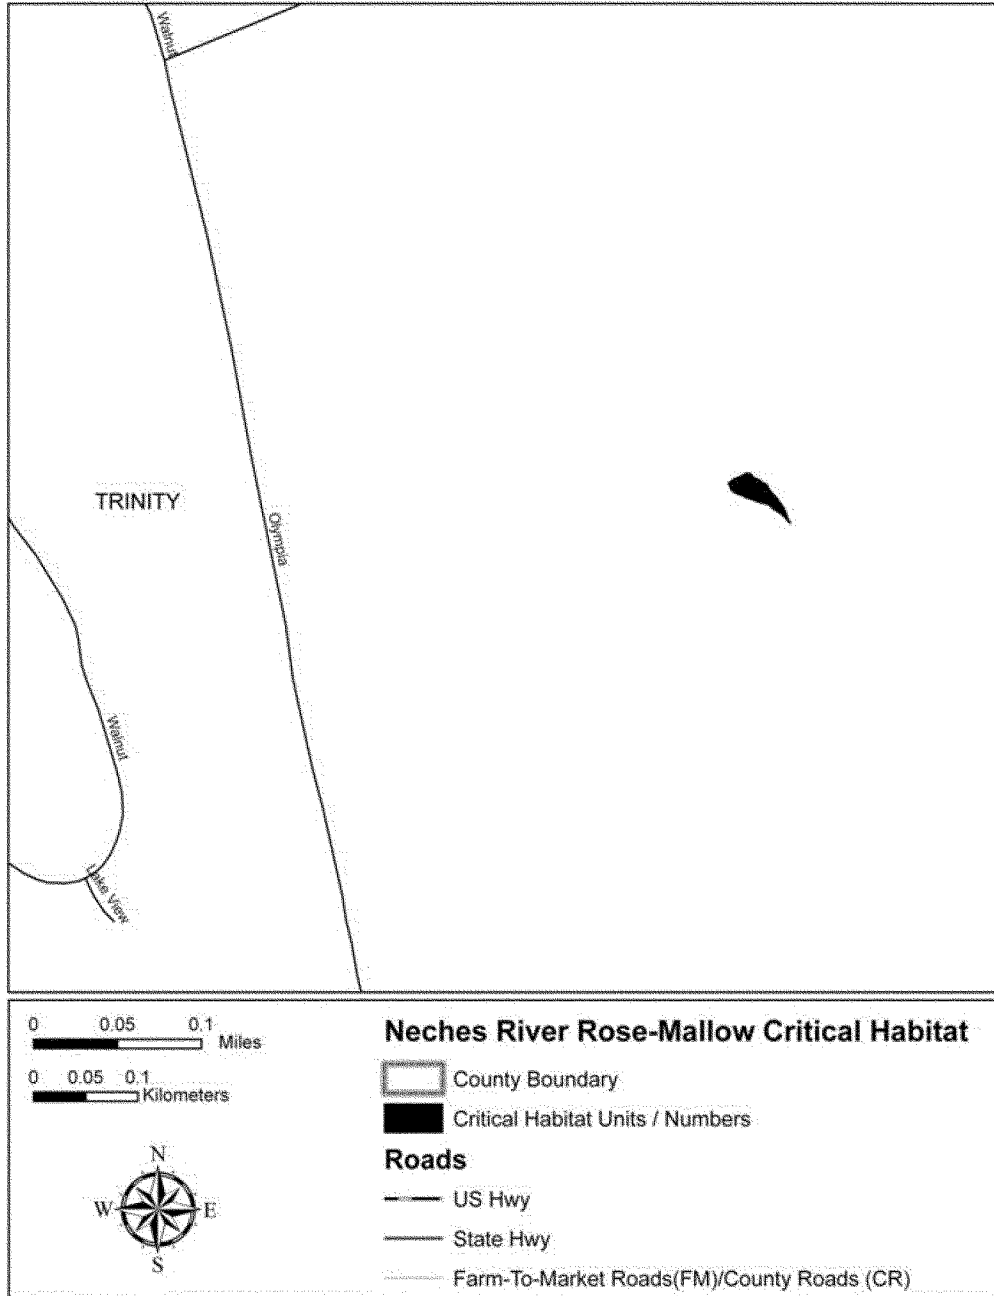 Walnut
TRINITY
Olympia
Walnut
Lake View
0 0.05 0.1
Miles
0 0.05 0.1
Kilometers
N
W E
S
Neches River Rose-Mallow Critical Habitat
County Boundary
Critical Habitat Units / Numbers
Roads
US Hwy
State Hwy
Farm-To-Market Roads(FM)/County Roads (CR)